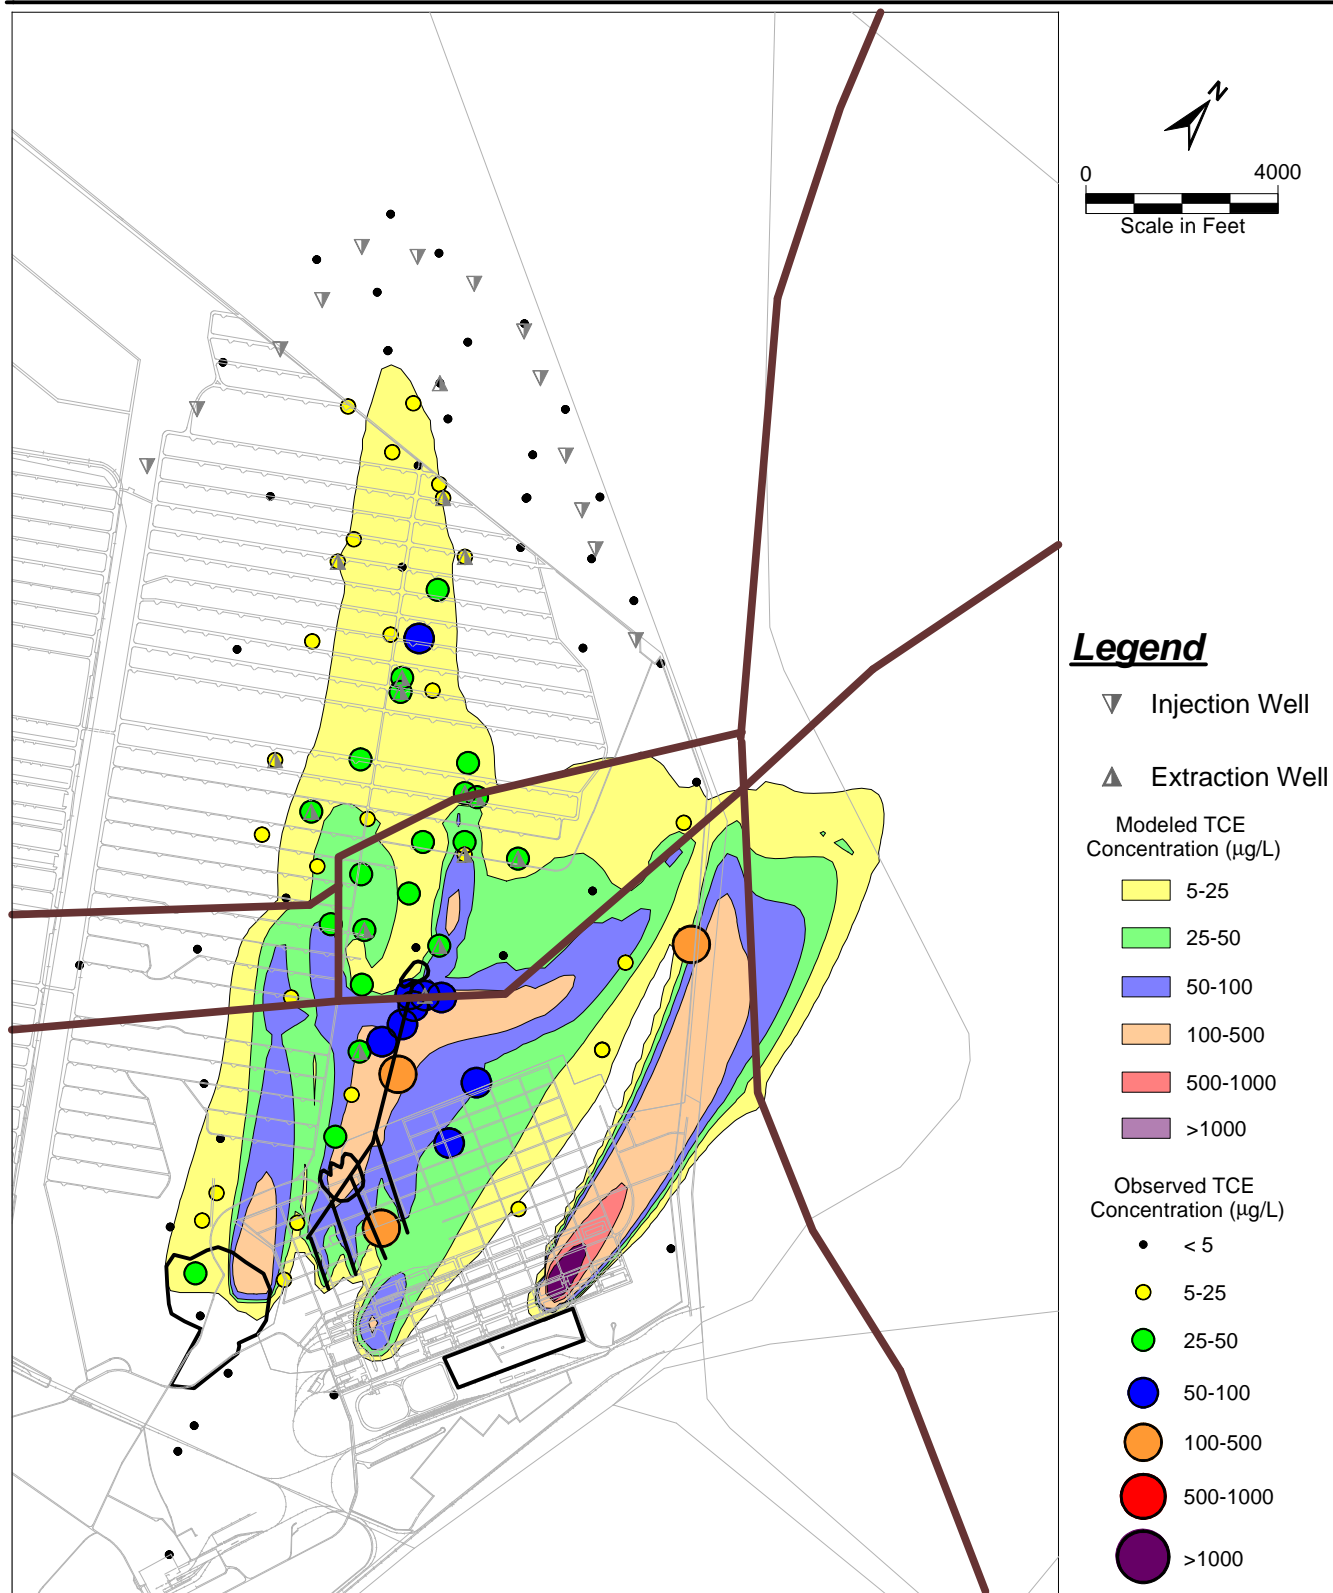 N
0 4000
Scale in Feet
Legend
Injection Well
Extraction Well
Modeled TCE
Concentration (µg/L)
5-25
25-50
50-100
100-500
500-1000
>1000
Observed TCE
Concentration (µg/L)
< 5
5-25
25-50
50-100
100-500
500-1000
>1000